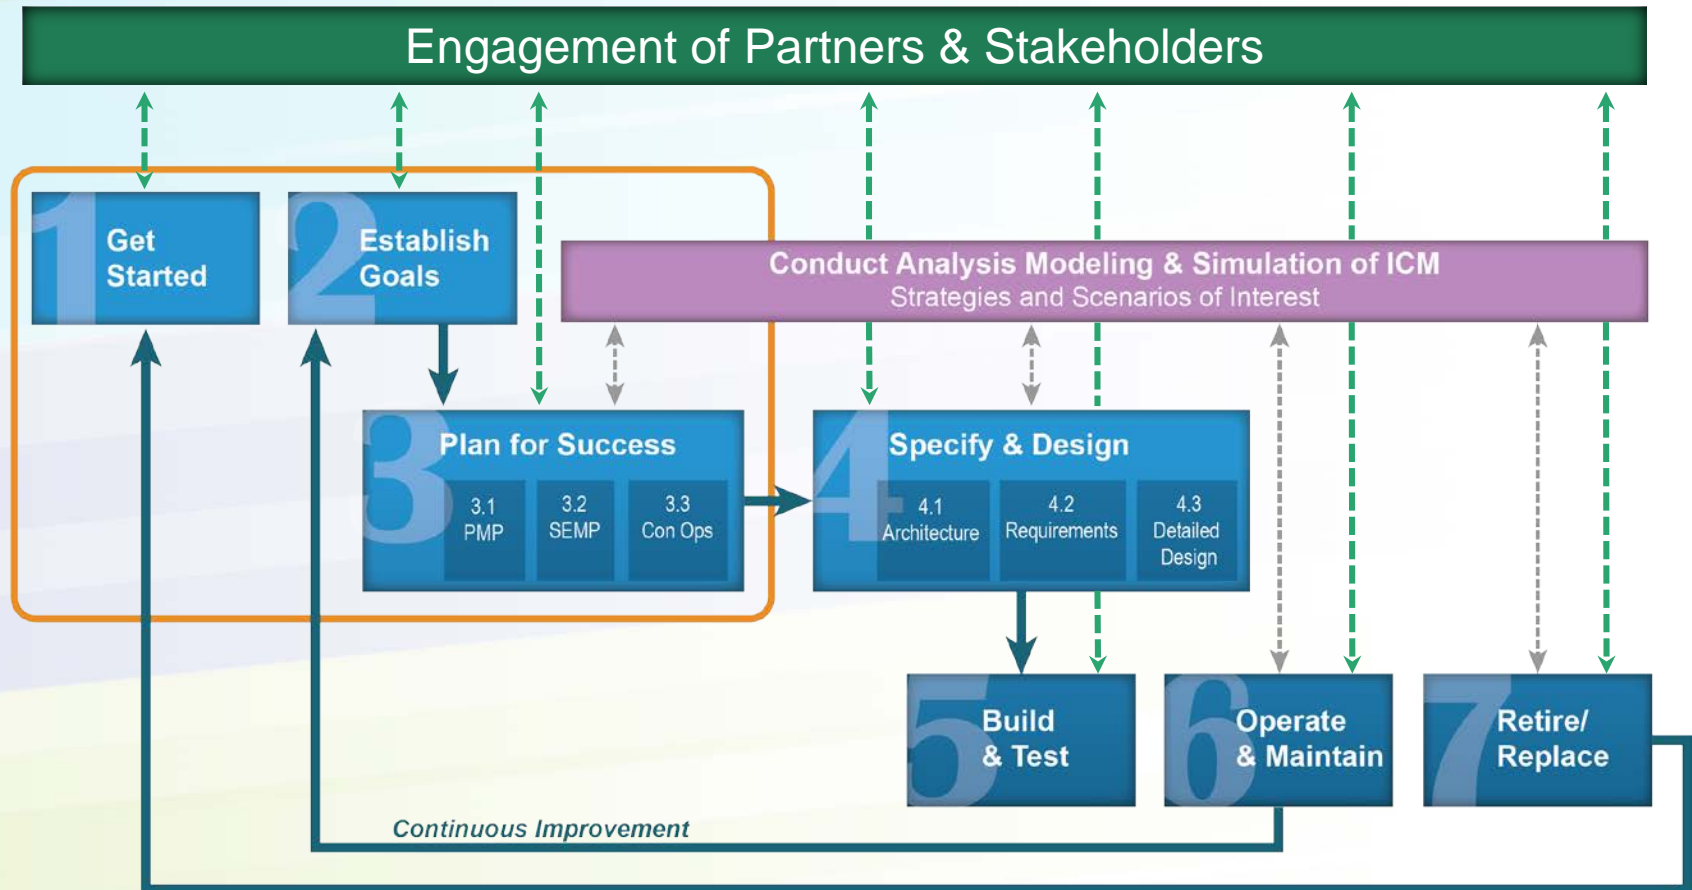 Engagement of Partners & Stakeholders
1
Get
Started
2
Establish
Goals
Conduct Analysis Modeling & Simulation of ICM
Strategies and Scenarios of Interest
3
Plan for Success
3.1
PMP
3.2
SEMP
3.3
Con Ops
4
Specify & Design
4.1
Architecture
4.2
Requirements
4.3
Detailed
Design
5
Build
& Test
6
Operate
& Maintain
7
Retire/
Replace
Continuous Improvement